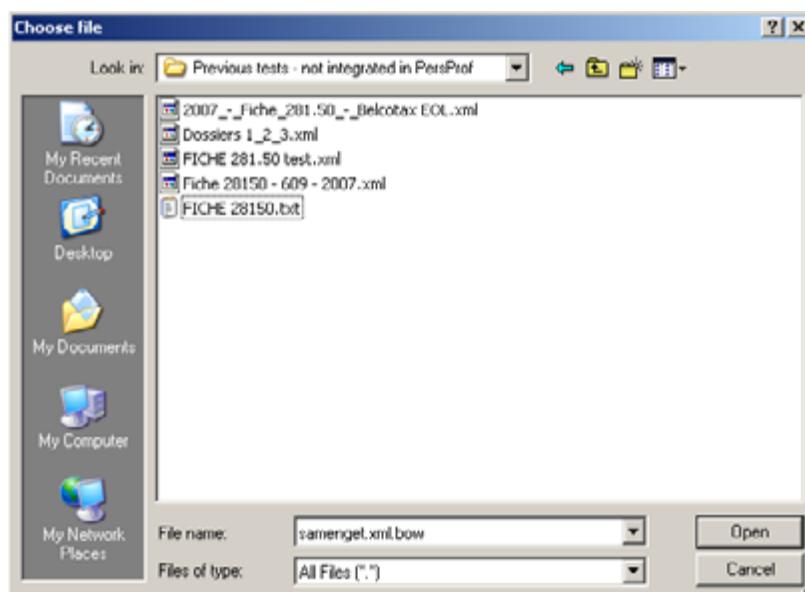 Choose file
Look in: Previous tests - not integrated in PersProf
2007_-_Fiche_281.50_-_Belcotax EOL.xml
Dossiers 1_2_3.xml
FICHE 281.50 test.xml
Fiche 28150 - 609 - 2007.xml
FICHE 28150.txt
My Recent
Documents
Desktop
My Documents
My Computer
My Network
Places
File name: samenget.xml.bow Open
Files of type: All Files (*.*) Cancel